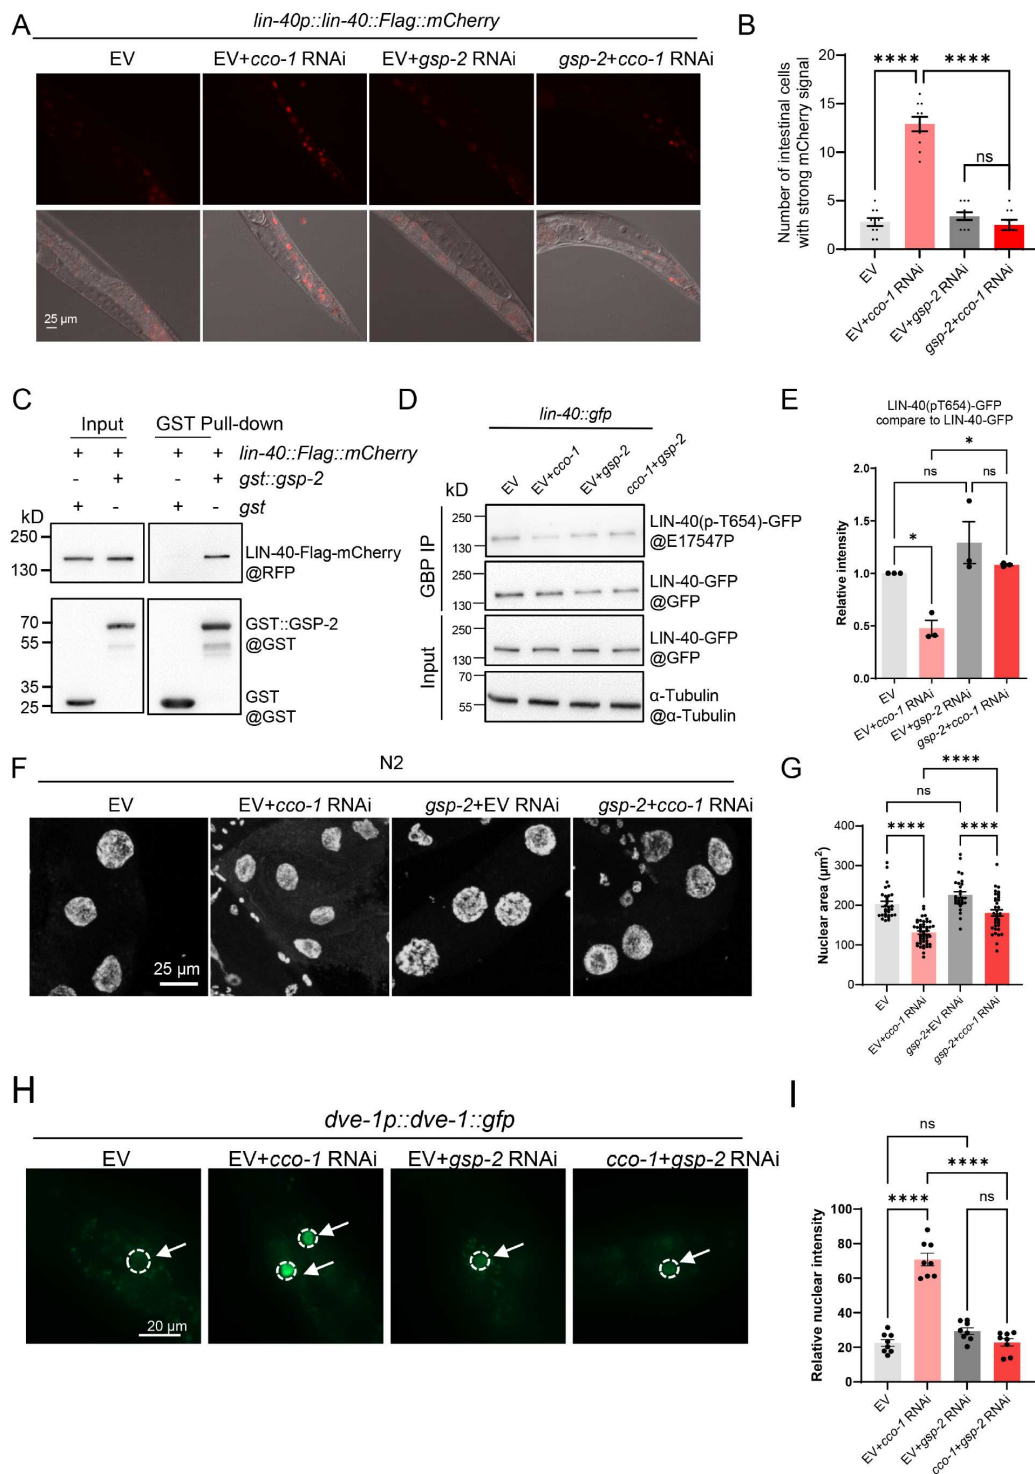 A
lin-40p::lin-40::Flag::mCherry
EV
EV+cco-1 RNAi
EV+gsp-2 RNAi
gsp-2+cco-1 RNAi
25 µm
B
Number of intestinal cells
with strong mCherry signal
20
15
10
5
0
****
****
ns
EV
EV+cco-1 RNAi
EV+gsp-2 RNAi
gsp-2+cco-1 RNAi
C
Input
GST Pull-down
+ + + + lin-40::Flag::mCherry
- + - + gst::gsp-2
+ - + - gst
kD
250
130
LIN-40-Flag-mCherry
@RFP
70
55
GST::GSP-2
@GST
35
25
GST
@GST
D
lin-40::gfp
EV
EV+cco-1
EV+gsp-2
cco-1+gsp-2
kD
GBP IP
250
130
LIN-40(p-T654)-GFP
@E17547P
250
130
LIN-40-GFP
@GFP
Input
250
130
LIN-40-GFP
@GFP
70
55
α-Tubulin
@α-Tubulin
E
LIN-40(pT654)-GFP
compare to LIN-40-GFP
Relative intensity
1.5
1.0
0.5
0.0
*
ns
ns
*
EV
EV+cco-1 RNAi
EV+gsp-2 RNAi
gsp-2+cco-1 RNAi
F
N2
EV
EV+cco-1 RNAi
gsp-2+EV RNAi
gsp-2+cco-1 RNAi
25 µm
G
Nuclear area (µm²)
400
300
200
100
0
****
ns
****
****
EV
EV+cco-1 RNAi
gsp-2+EV RNAi
gsp-2+cco-1 RNAi
H
dve-1p::dve-1::gfp
EV
EV+cco-1 RNAi
EV+gsp-2 RNAi
cco-1+gsp-2 RNAi
20 µm
I
Relative nuclear intensity
100
80
60
40
20
0
ns
****
****
ns
EV
EV+cco-1 RNAi
EV+gsp-2 RNAi
cco-1+gsp-2 RNAi